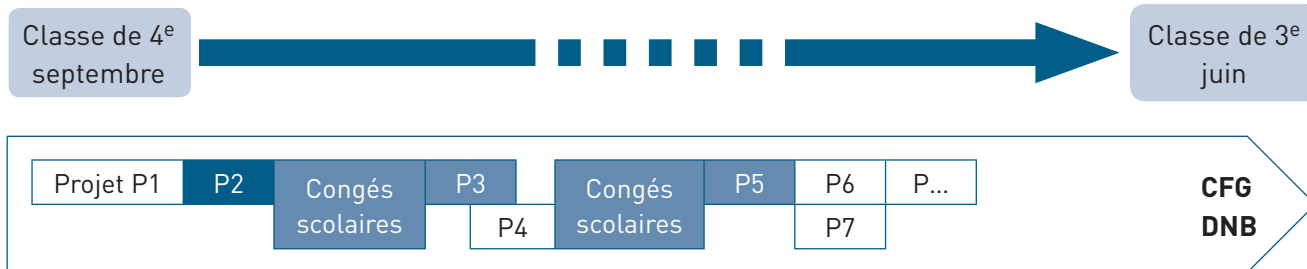 Classe de 4e
septembre
Classe de 3e
juin
Projet P1
P2
Congés
scolaires
P3
P4
Congés
scolaires
P5
P6
P7
P...
CFG
DNB